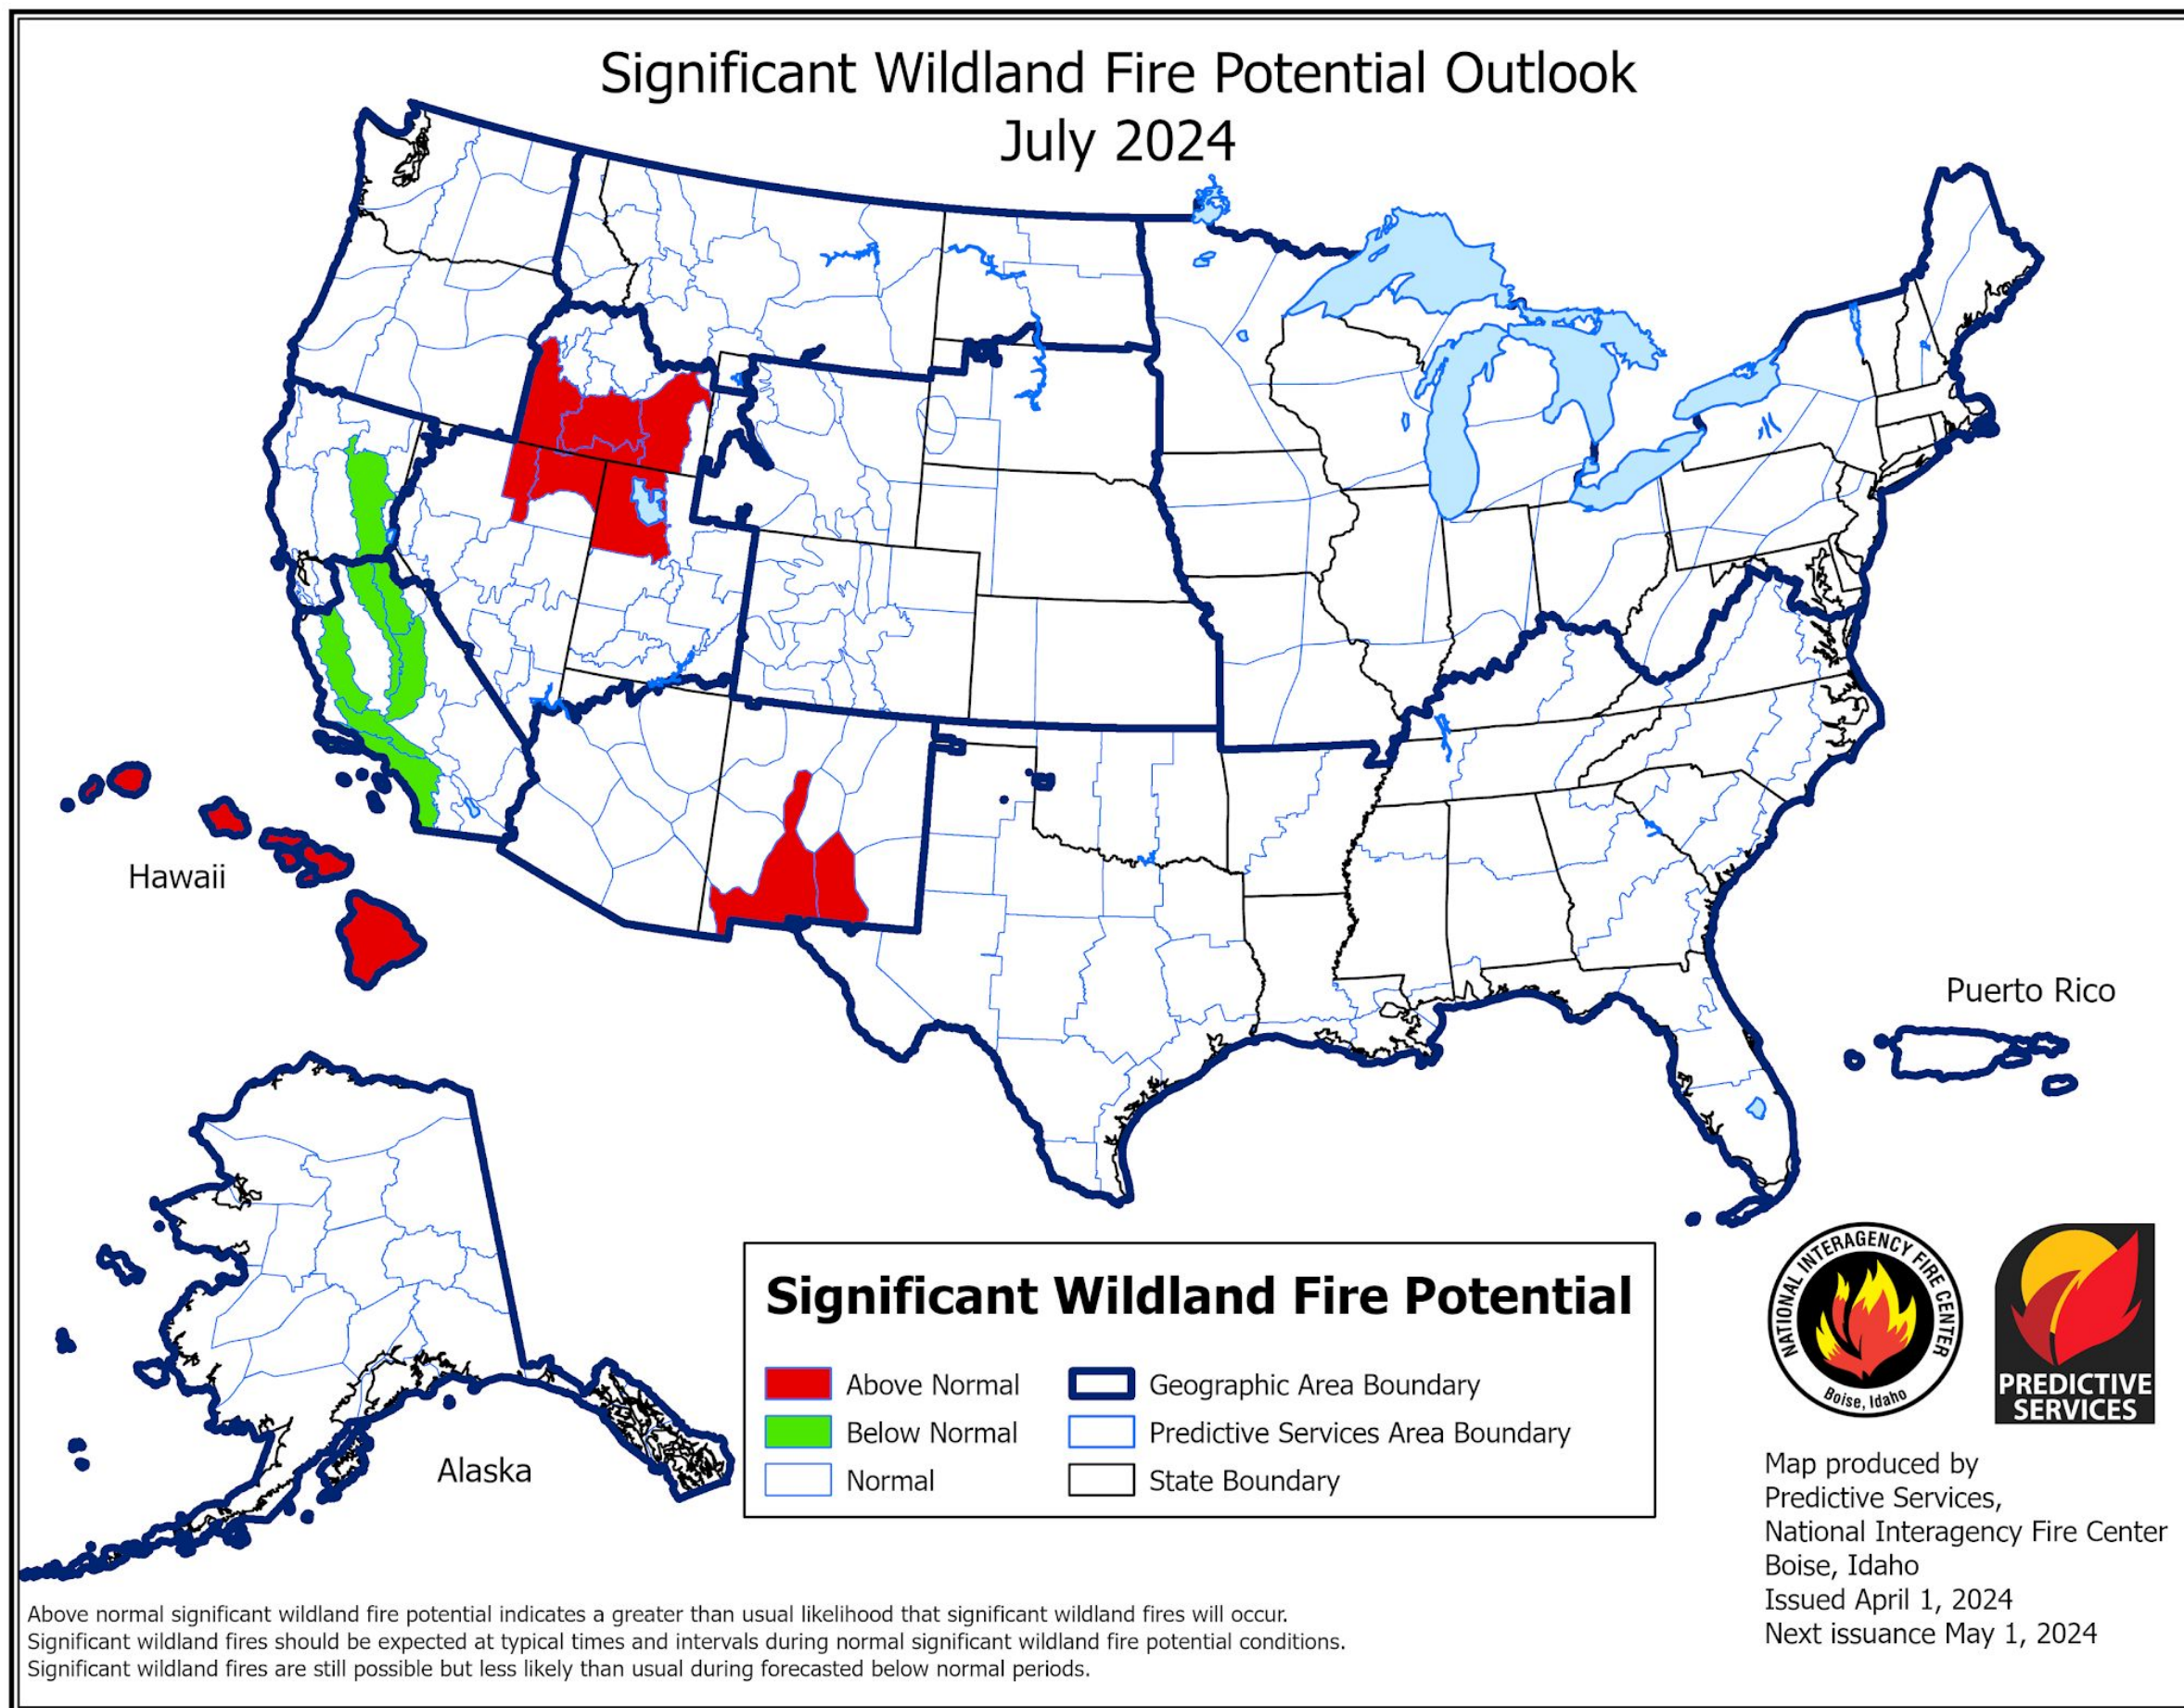 Significant Wildland Fire Potential Outlook
July 2024
Hawaii
Puerto Rico
Alaska
Significant Wildland Fire Potential
Above Normal
Below Normal
Normal
Geographic Area Boundary
Predictive Services Area Boundary
State Boundary
NATIONAL INTERAGENCY FIRE CENTER
Boise, Idaho
PREDICTIVE
SERVICES
Map produced by
Predictive Services,
National Interagency Fire Center
Boise, Idaho
Issued April 1, 2024
Next issuance May 1, 2024
Above normal significant wildland fire potential indicates a greater than usual likelihood that significant wildland fires will occur.
Significant wildland fires should be expected at typical times and intervals during normal significant wildland fire potential conditions.
Significant wildland fires are still possible but less likely than usual during forecasted below normal periods.